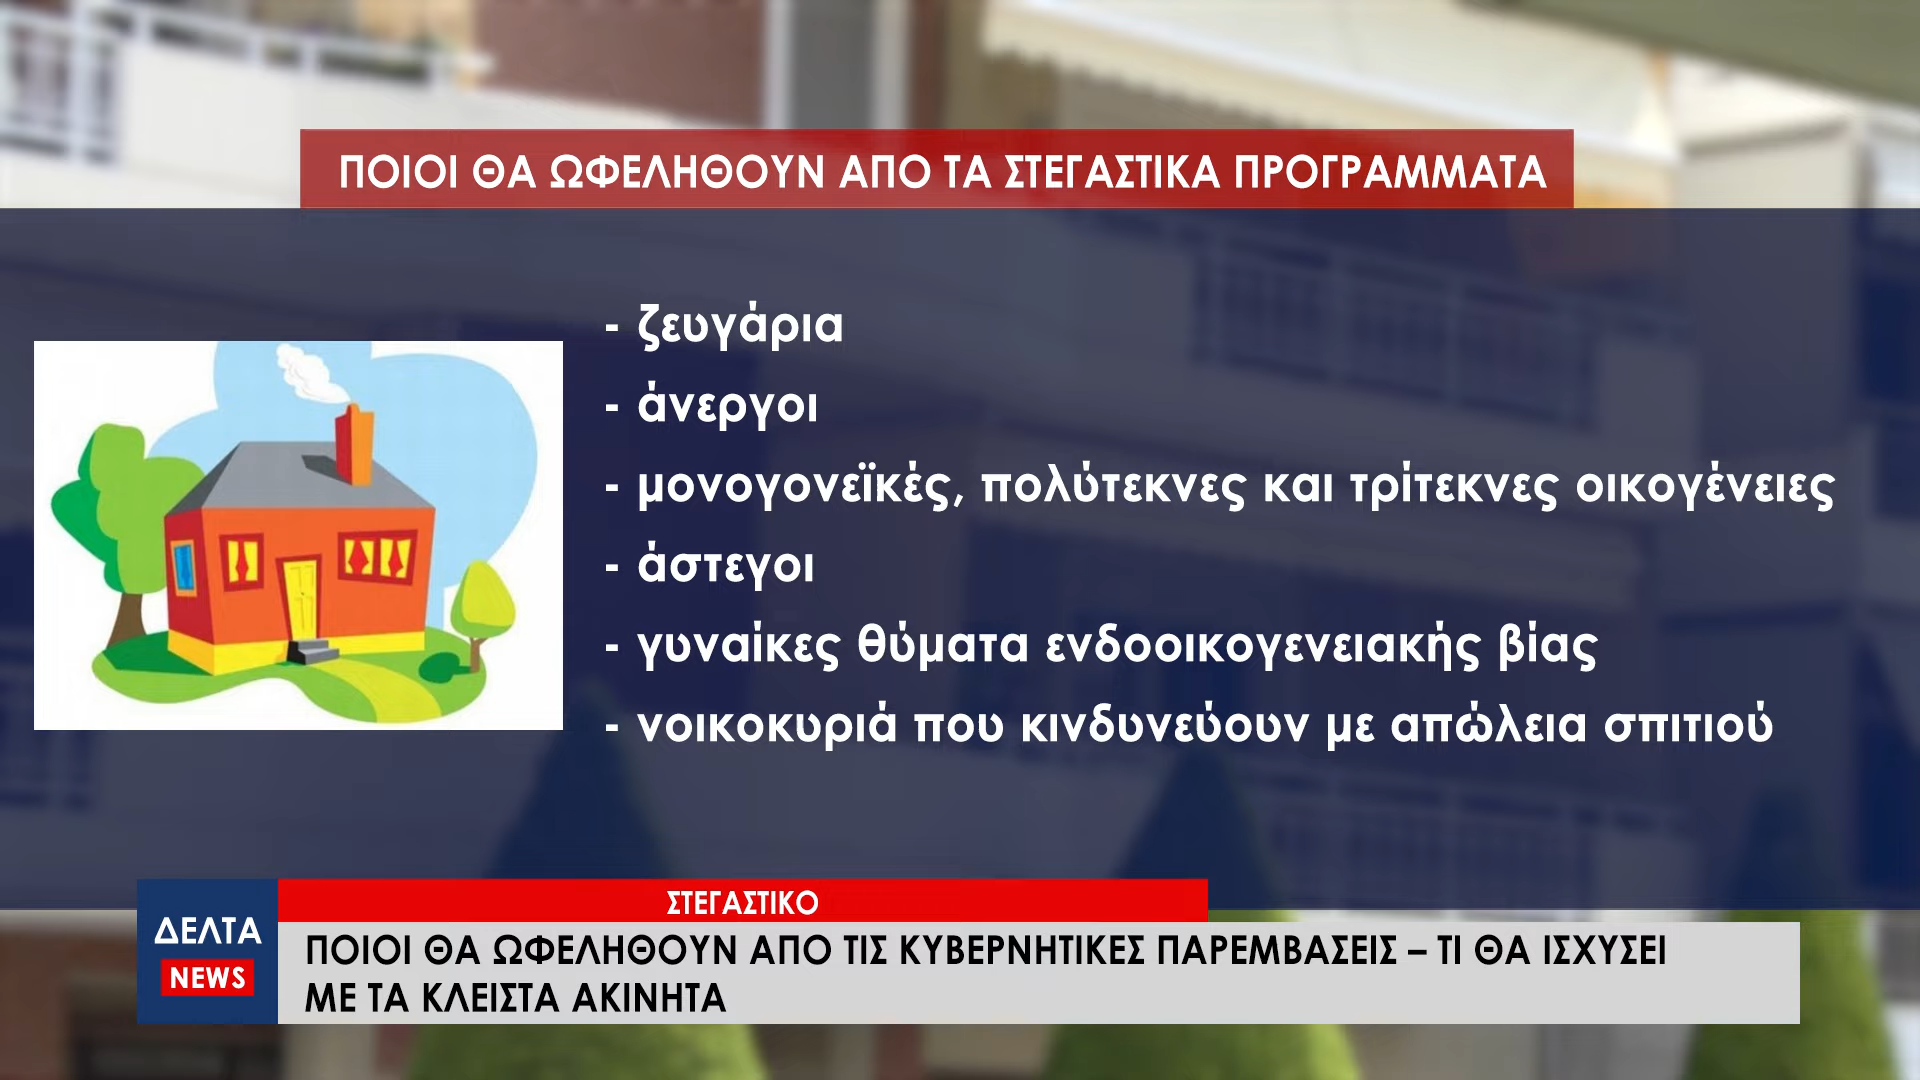 ΠΟΙΟΙ ΘΑ ΩΦΕΛΗΘΟΥΝ ΑΠΟ ΤΑ ΣΤΕΓΑΣΤΙΚΑ ΠΡΟΓΡΑΜΜΑΤΑ
- ζευγάρια
- άνεργοι
- μονογονεϊκές, πολύτεκνες και τρίτεκνες οικογένειες
- άστεγοι
- γυναίκες θύματα ενδοοικογενειακής βίας
- νοικοκυριά που κινδυνεύουν με απώλεια σπιτιού
ΣΤΕΓΑΣΤΙΚΟ
ΔΕΛΤΑ
NEWS
ΠΟΙΟΙ ΘΑ ΩΦΕΛΗΘΟΥΝ ΑΠΟ ΤΙΣ ΚΥΒΕΡΝΗΤΙΚΕΣ ΠΑΡΕΜΒΑΣΕΙΣ – ΤΙ ΘΑ ΙΣΧΥΣΕΙ
ΜΕ ΤΑ ΚΛΕΙΣΤΑ ΑΚΙΝΗΤΑ